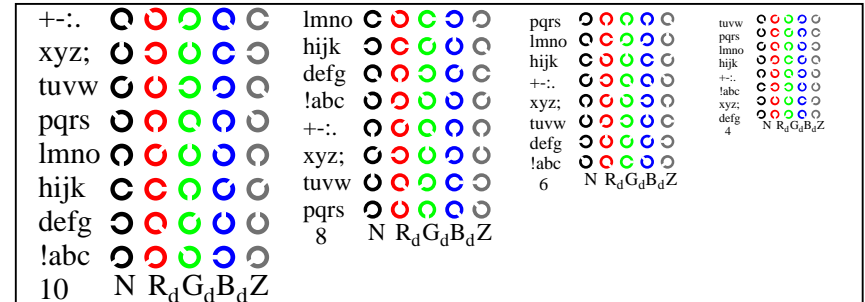 +-:.
xyz;
tuvw
pqrs
lmno
hijk
defg
!abc
10 N RdGdBdZ
lmno
hijk
defg
!abc
+-:.
xyz;
tuvw
pqrs
8 N RdGdBdZ
pqrs
lmno
hijk
+-:.
xyz;
tuvw
defg
!abc
6 N RdGdBdZ
tuvw
pqrs
lmno
hijk
+-:.
!abc
xyz;
defg
4 N RdGdBdZ